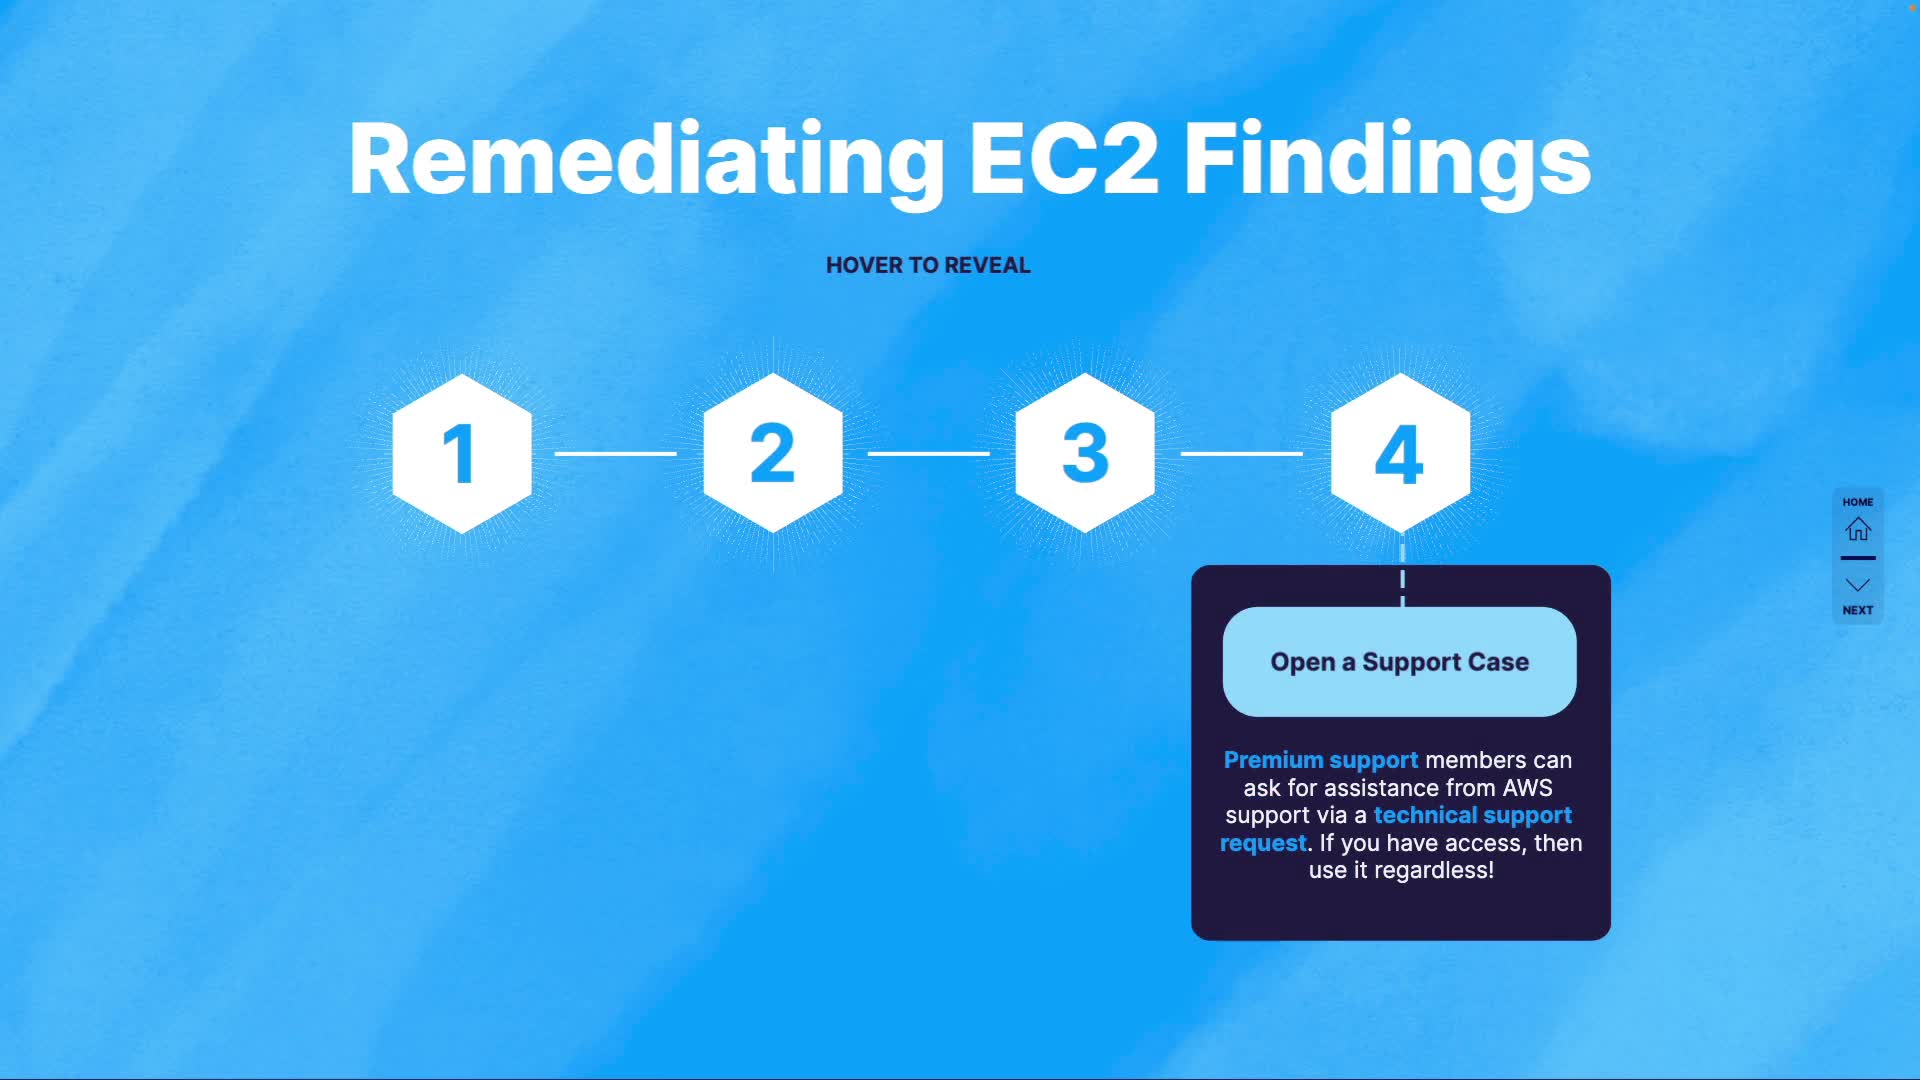 Remediating EC2 Findings
HOVER TO REVEAL
1
2
3
4
HOME
NEXT
Open a Support Case
Premium support members can
ask for assistance from AWS
support via a technical support
request. If you have access, then
use it regardless!